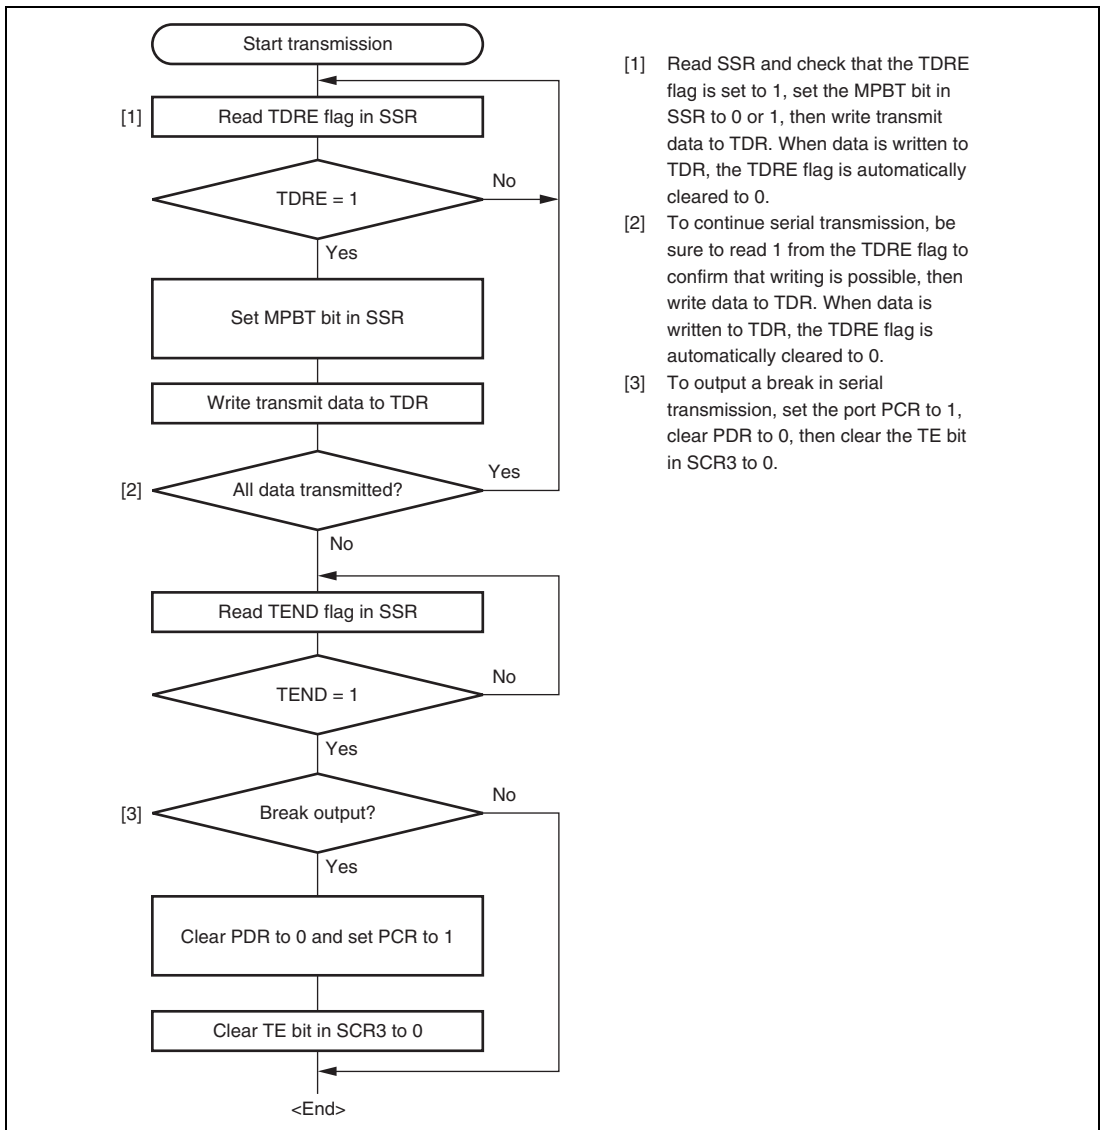 Start transmission
[1]
Read TDRE flag in SSR
TDRE = 1
No
Yes
Set MPBT bit in SSR
Write transmit data to TDR
[2]
All data transmitted?
Yes
No
Read TEND flag in SSR
TEND = 1
No
Yes
[3]
Break output?
No
Yes
Clear PDR to 0 and set PCR to 1
Clear TE bit in SCR3 to 0
<End>
[1] Read SSR and check that the TDRE
flag is set to 1, set the MPBT bit in
SSR to 0 or 1, then write transmit
data to TDR. When data is written to
TDR, the TDRE flag is automatically
cleared to 0.
[2] To continue serial transmission, be
sure to read 1 from the TDRE flag to
confirm that writing is possible, then
write data to TDR. When data is
written to TDR, the TDRE flag is
automatically cleared to 0.
[3] To output a break in serial
transmission, set the port PCR to 1,
clear PDR to 0, then clear the TE bit
in SCR3 to 0.